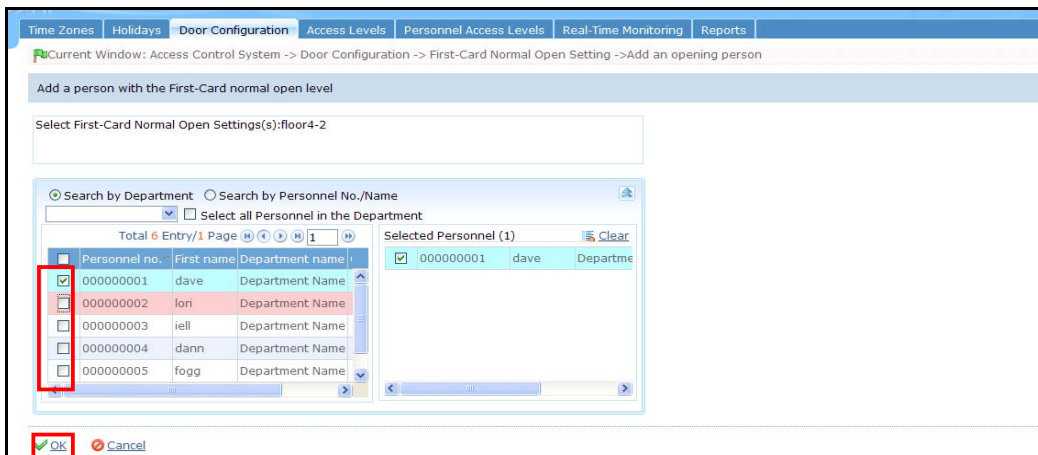 Time Zones Holidays Door Configuration Access Levels Personnel Access Levels Real-Time Monitoring Reports
Current Window: Access Control System -> Door Configuration -> First-Card Normal Open Setting ->Add an opening person
Add a person with the First-Card normal open level
Select First-Card Normal Open Settings(s):floor4-2
Search by Department Search by Personnel No./Name
Select all Personnel in the Department
Total 6 Entry/1 Page 1 Selected Personnel (1) Clear
Personnel no. First name Department name
000000001 dave Department Name 000000001 dave Departme
000000002 lori Department Name
000000003 iell Department Name
000000004 dann Department Name
000000005 fogg Department Name
OK Cancel